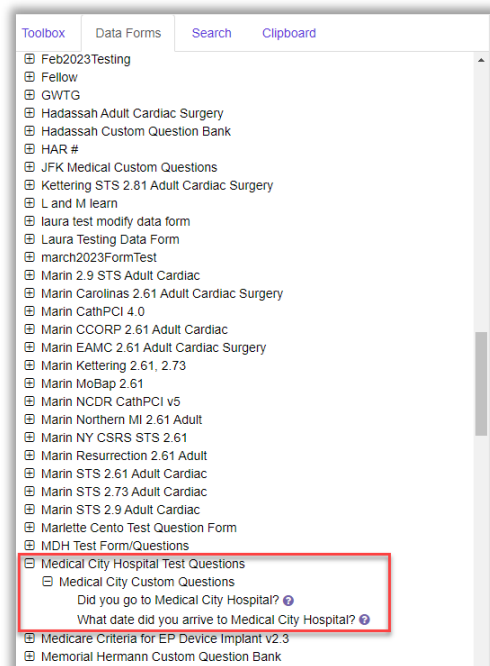 Toolbox Data Forms Search Clipboard
Feb2023Testing
Fellow
GWTG
Hadassah Adult Cardiac Surgery
Hadassah Custom Question Bank
HAR #
JFK Medical Custom Questions
Kettering STS 2.81 Adult Cardiac Surgery
L and M learn
laura test modify data form
Laura Testing Data Form
march2023FormTest
Marin 2.9 STS Adult Cardiac
Marin Carolinas 2.61 Adult Cardiac Surgery
Marin CathPCI 4.0
Marin CCORP 2.61 Adult Cardiac
Marin EAMC 2.61 Adult Cardiac Surgery
Marin Kettering 2.61, 2.73
Marin MoBap 2.61
Marin NCDR CathPCI v5
Marin Northern MI 2.61 Adult
Marin NY CSRS STS 2.61
Marin Resurrection 2.61 Adult
Marin STS 2.61 Adult Cardiac
Marin STS 2.73 Adult Cardiac
Marin STS 2.9 Adult Cardiac
Marlette Cento Test Question Form
MDH Test Form/Questions
Medical City Hospital Test Questions
Medical City Custom Questions
Did you go to Medical City Hospital?
What date did you arrive to Medical City Hospital?
Medicare Criteria for EP Device Implant v2.3
Memorial Hermann Custom Question Bank